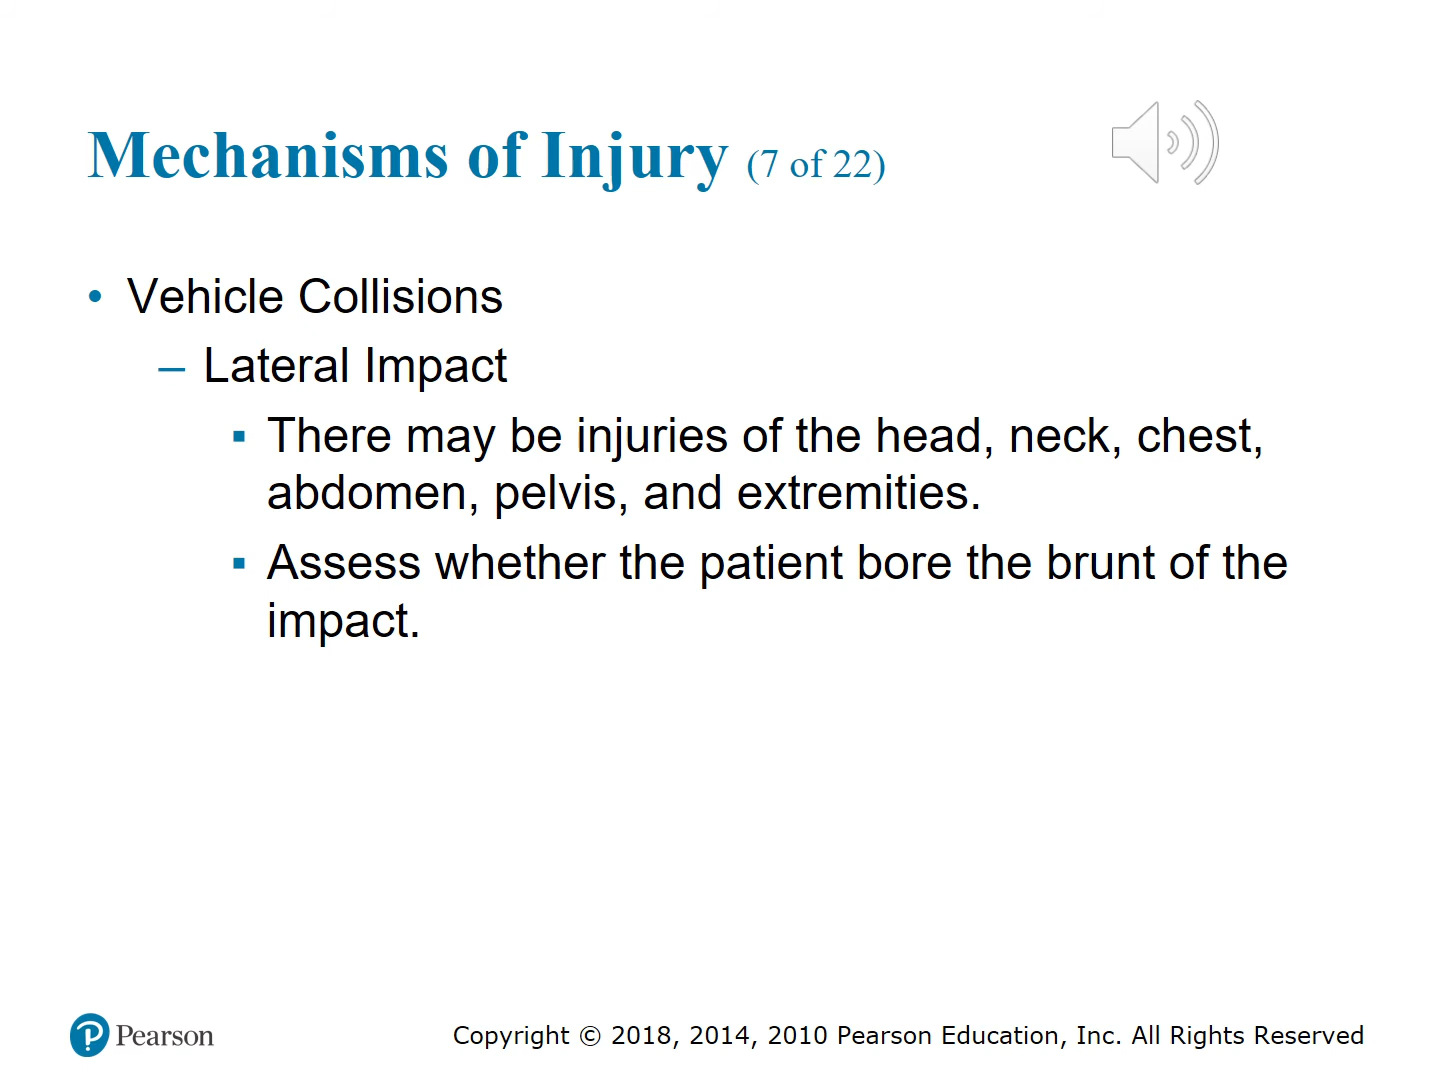 Mechanisms of Injury (7 of 22)
• Vehicle Collisions
– Lateral Impact
▪ There may be injuries of the head, neck, chest,
abdomen, pelvis, and extremities.
▪ Assess whether the patient bore the brunt of the
impact.
Pearson
Copyright © 2018, 2014, 2010 Pearson Education, Inc. All Rights Reserved